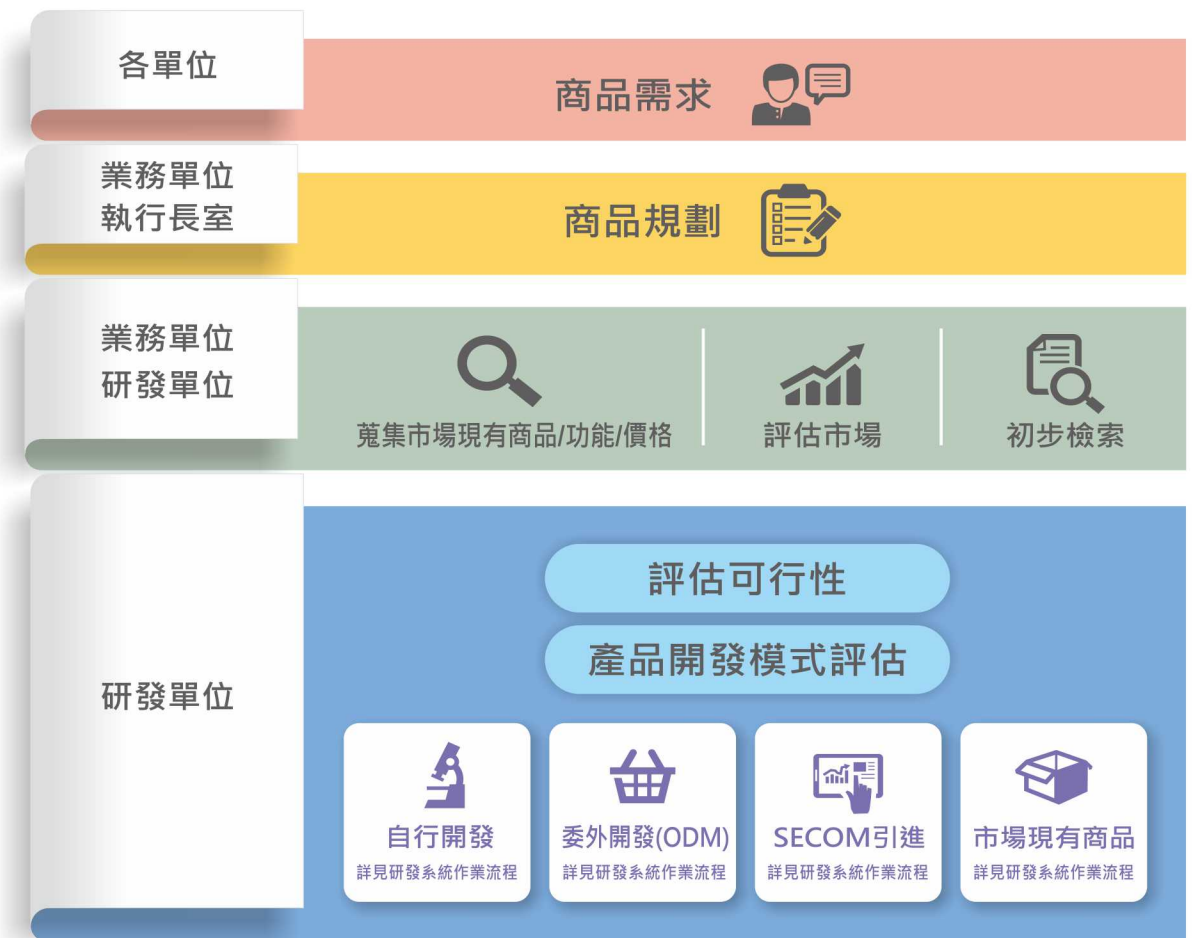 各單位
商品需求
業務單位
執行長室
商品規劃
業務單位
研發單位
蒐集市場現有商品/功能/價格
評估市場
初步檢索
研發單位
評估可行性
產品開發模式評估
自行開發
詳見研發系統作業流程
委外開發(ODM)
詳見研發系統作業流程
SECOM引進
詳見研發系統作業流程
市場現有商品
詳見研發系統作業流程